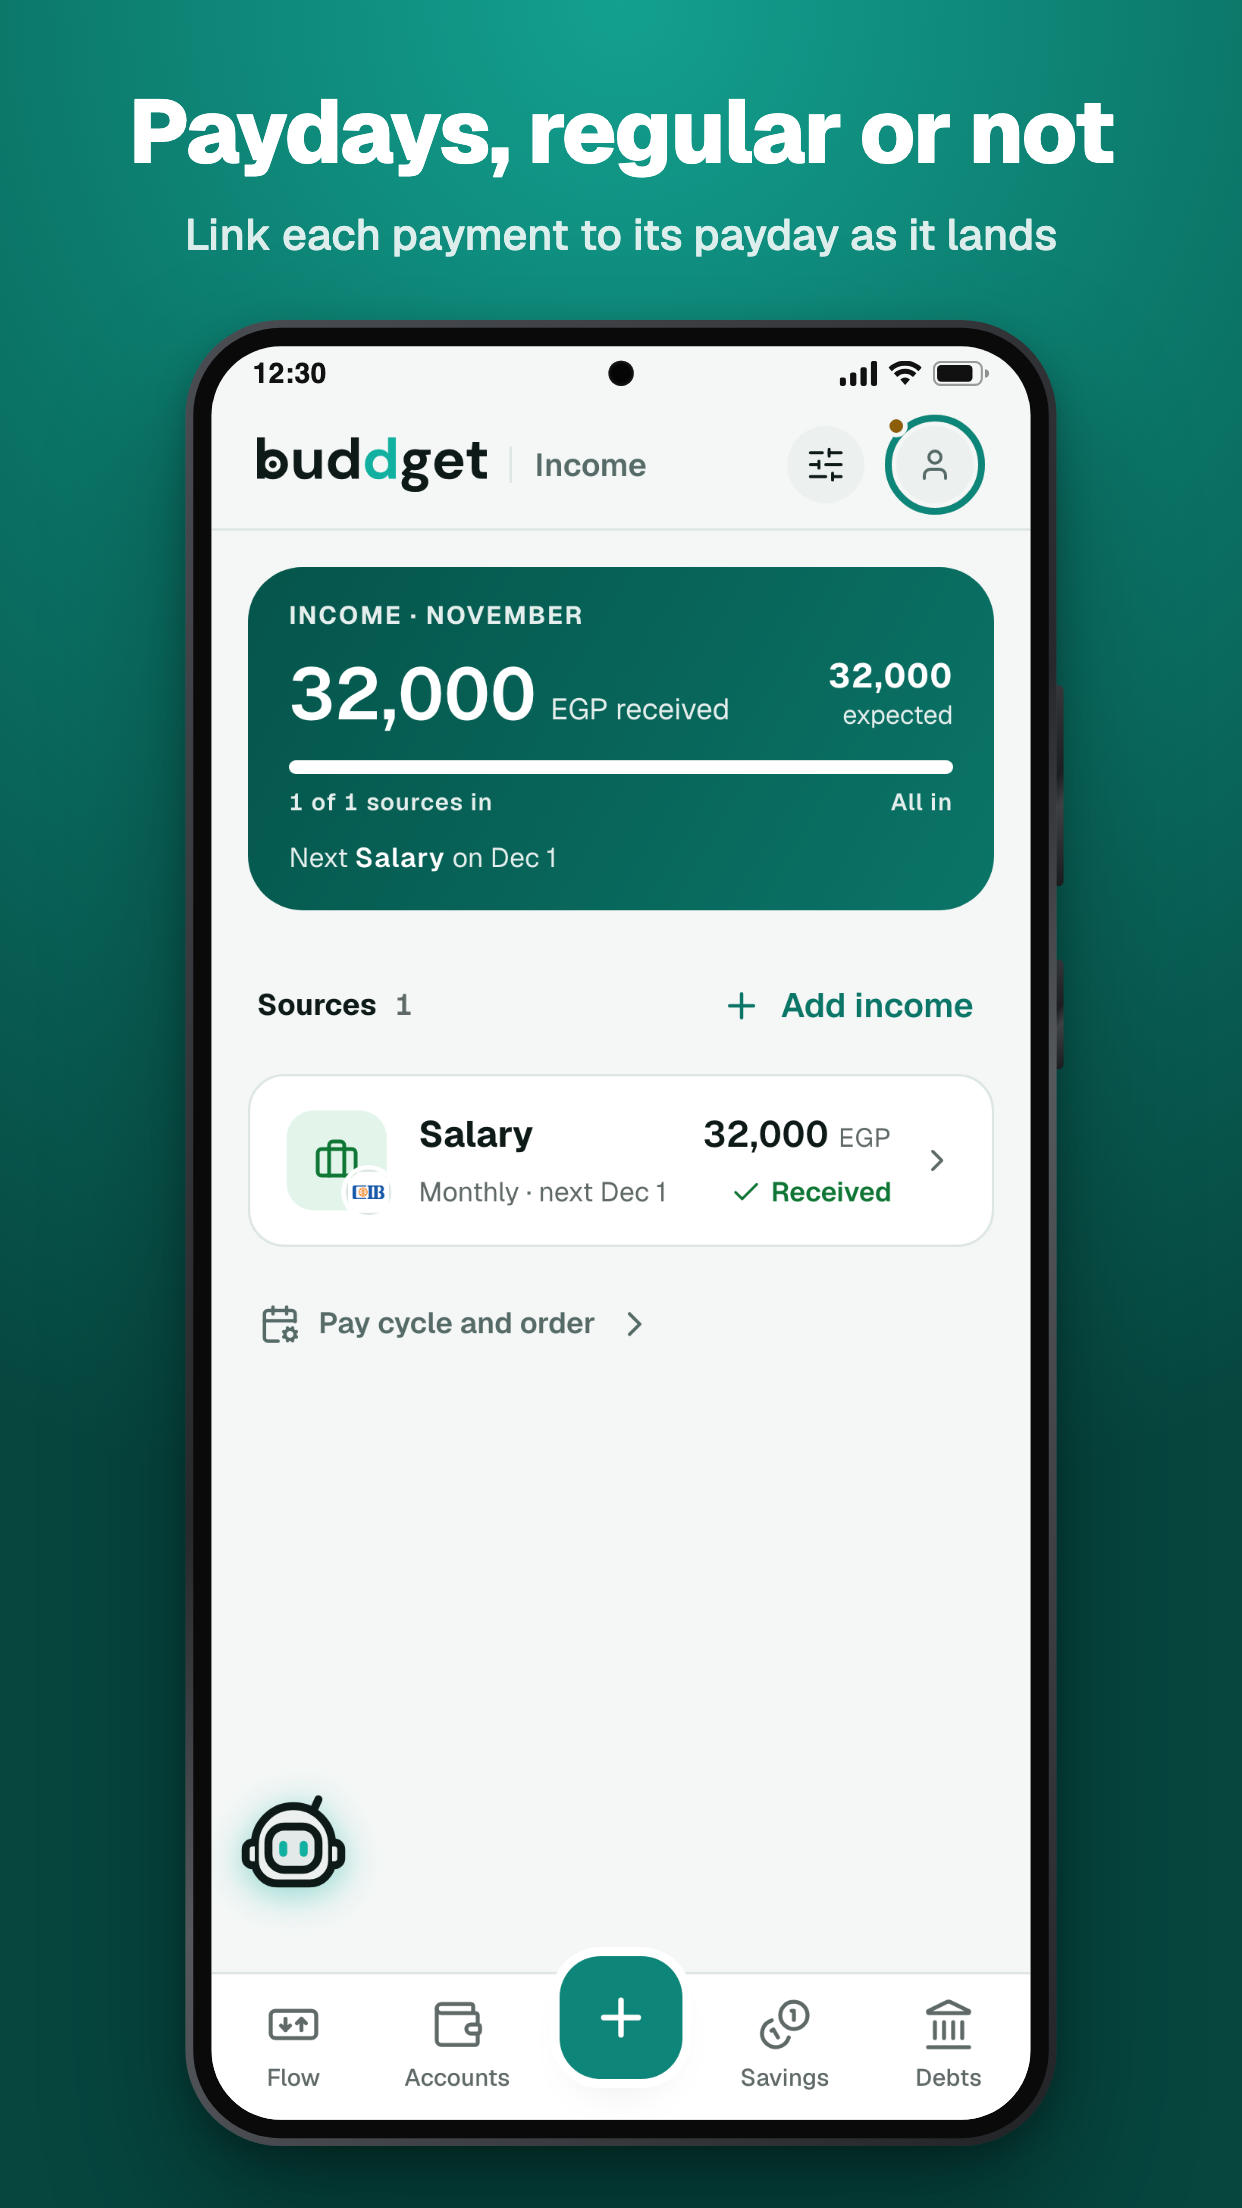 Paydays, regular or not
Link each payment to its payday as it lands
12:30
buddget | Income
INCOME · NOVEMBER
32,000 EGP received
32,000
expected
1 of 1 sources in
All in
Next Salary on Dec 1
Sources 1
+ Add income
Salary
32,000 EGP
CIB
Monthly · next Dec 1
✓ Received
Pay cycle and order
Flow
Accounts
Savings
Debts